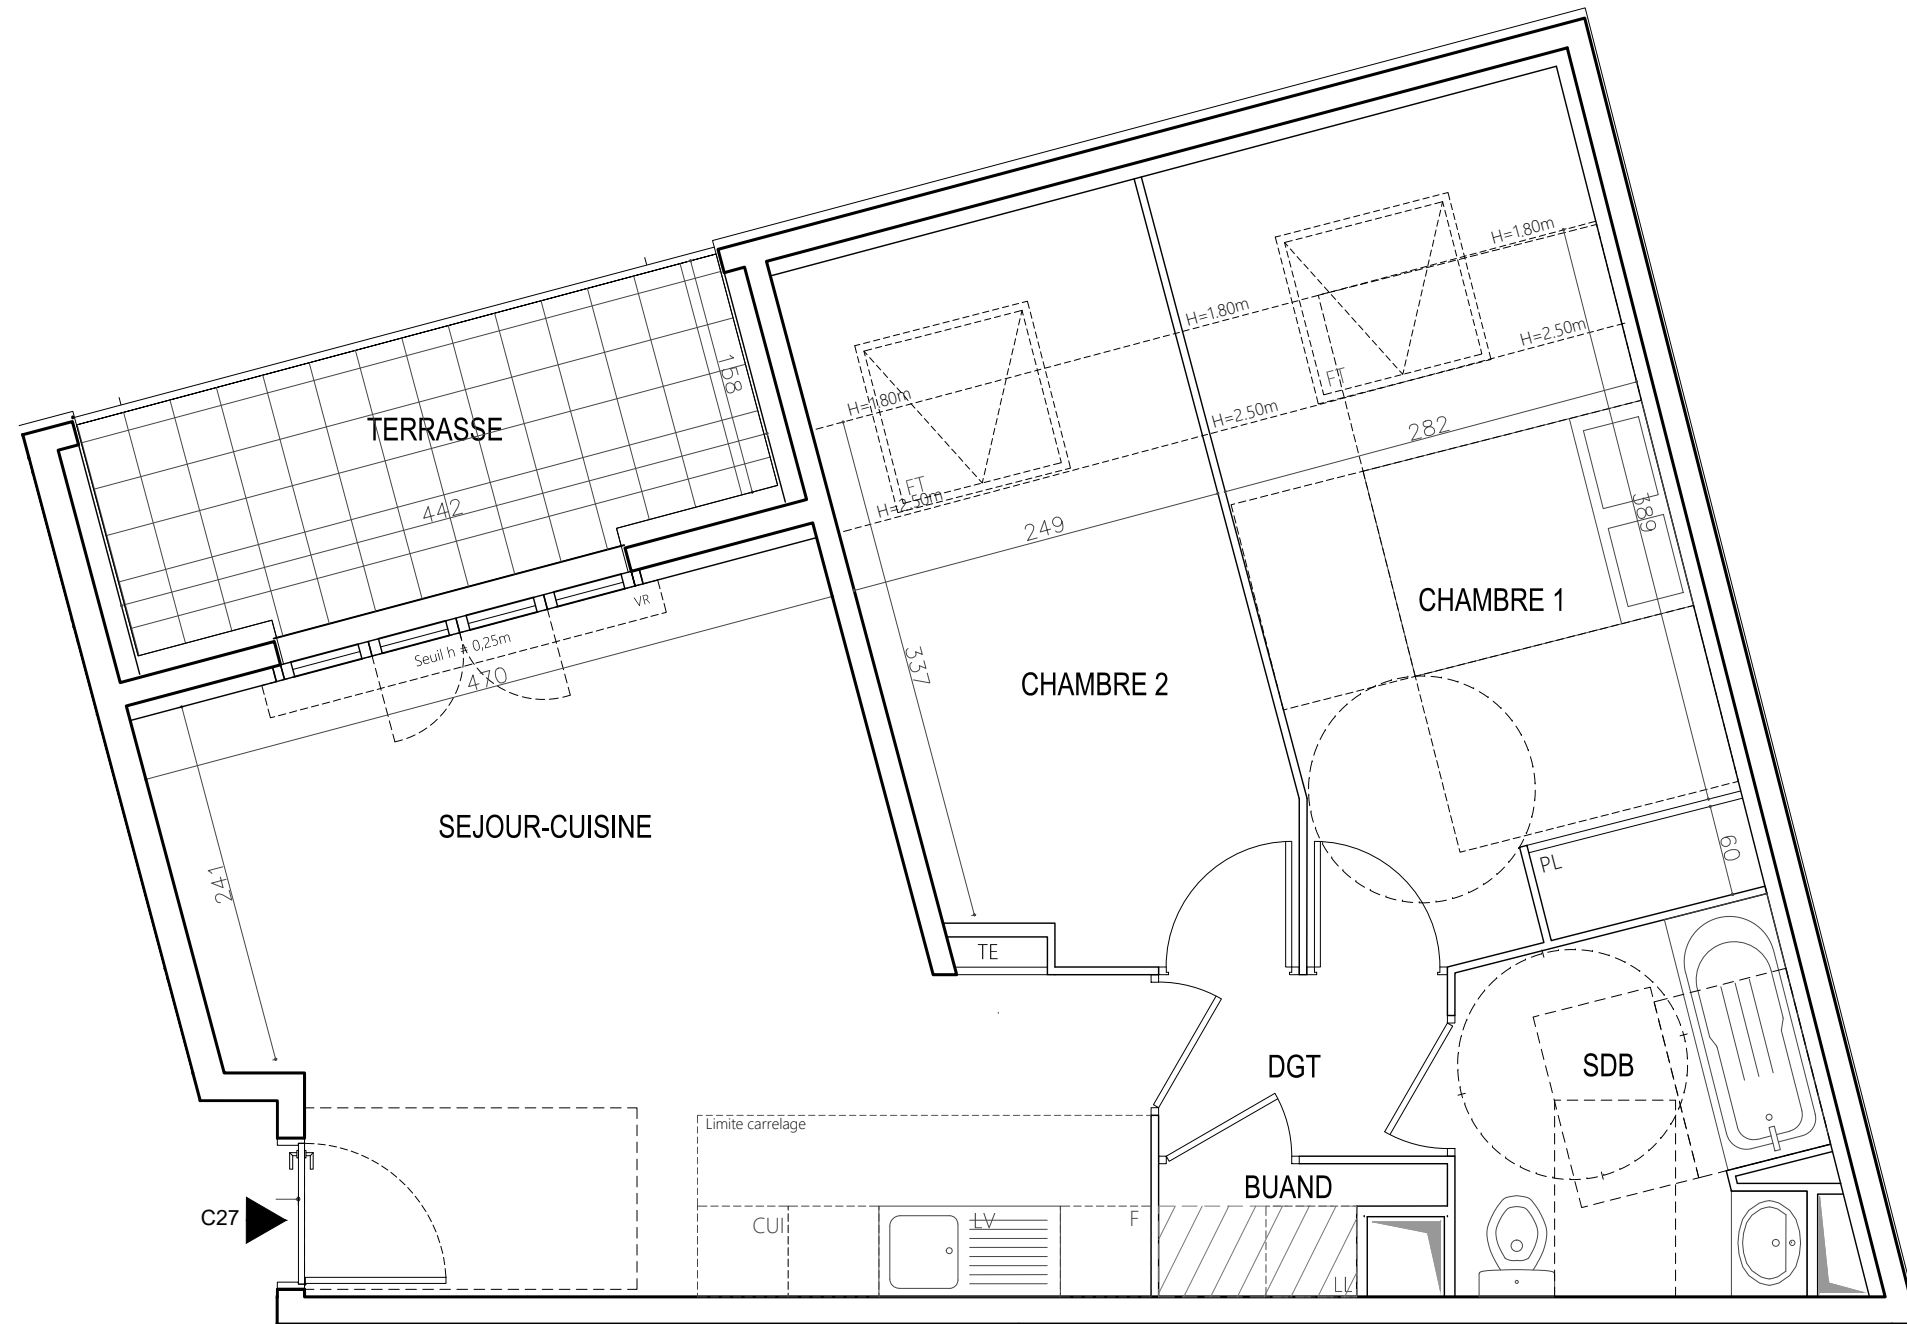 H=1.80m
H=1.80m
H=2.50m
FT
158
H=1.80m
H=2.50m
282
TERRASSE
FT
H=2.50m
442
249
389
VR
CHAMBRE 1
Seuil h = 0,25m
470
337
CHAMBRE 2
SEJOUR-CUISINE
241
PL
60
TE
DGT
SDB
Limite carrelage
BUAND
C27
CUI
LV
F
LL